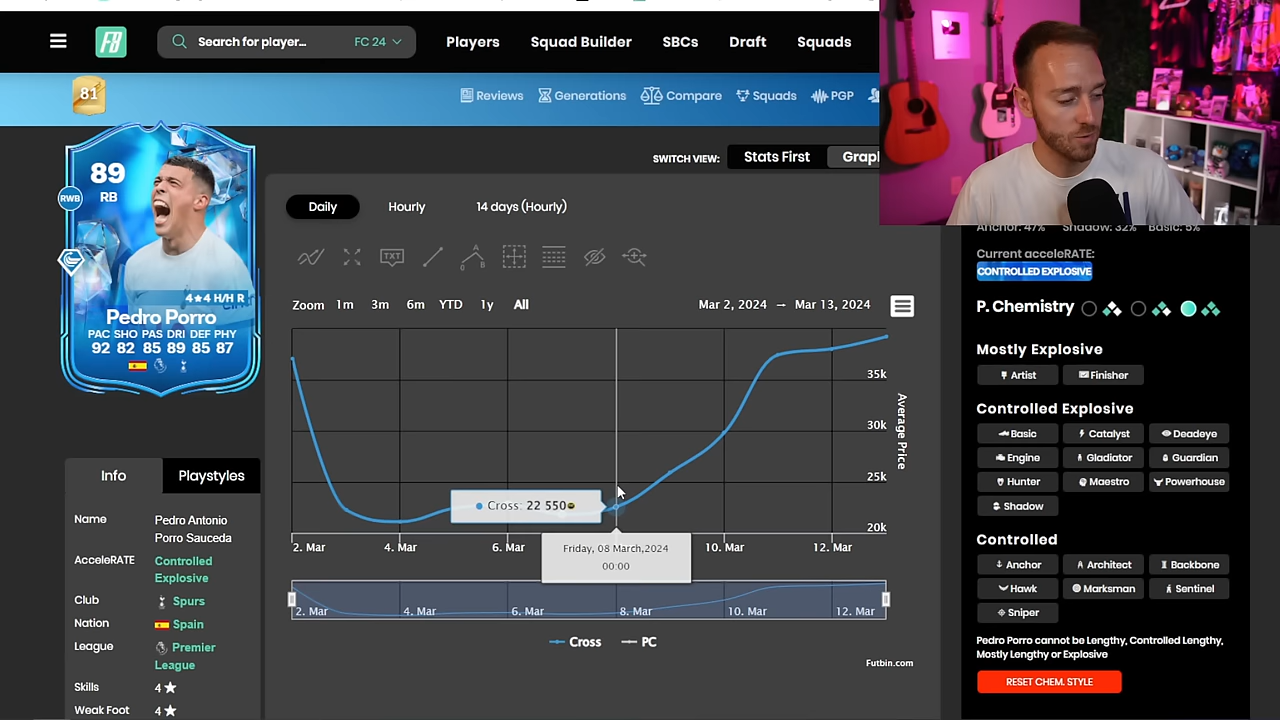 FB
Search for player...
FC 24
Players
Squad Builder
SBCs
Draft
Squads
81
Reviews
Generations
Compare
Squads
PGP
SWITCH VIEW:
Stats First
89
RB
RWB
4★4 H/H R
Pedro Porro
PAC SHO PAS DRI DEF PHY
92 82 85 89 85 87
Daily
Hourly
14 days (Hourly)
TXT
A
B
Zoom 1m 3m 6m YTD 1y All
Mar 2, 2024 → Mar 13, 2024
35k
30k
25k
20k
Average Price
Cross: 22 550
2. Mar
4. Mar
6. Mar
10. Mar
12. Mar
Friday, 08 March,2024
00:00
2. Mar
4. Mar
6. Mar
8. Mar
10. Mar
12. Mar
Cross
PC
Futbin.com
Info
Playstyles
Name
Pedro Antonio
Porro Sauceda
AcceleRATE
Controlled
Explosive
Club
Spurs
Nation
Spain
League
Premier
League
Skills
4★
Weak Foot
4★
Anchor: 47% Shadow: 32% Basic: 5%
Current acceleRATE:
CONTROLLED EXPLOSIVE
P. Chemistry
Mostly Explosive
Artist
Finisher
Controlled Explosive
Basic
Catalyst
Deadeye
Engine
Gladiator
Guardian
Hunter
Maestro
Powerhouse
Shadow
Controlled
Anchor
Architect
Backbone
Hawk
Marksman
Sentinel
Sniper
Pedro Porro cannot be Lengthy, Controlled Lengthy,
Mostly Lengthy or Explosive
RESET CHEM. STYLE